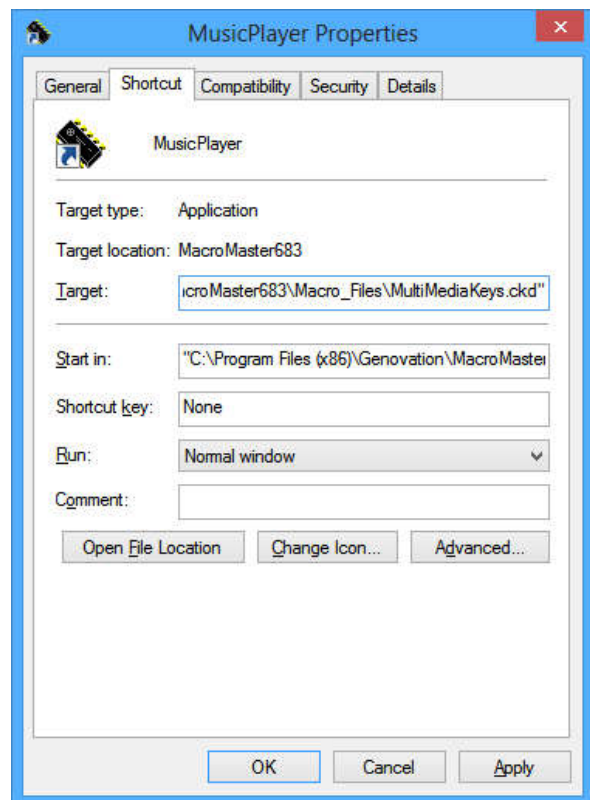 MusicPlayer Properties
General Shortcut Compatibility Security Details
MusicPlayer
Target type: Application
Target location: MacroMaster683
Target: croMaster683\Macro_Files\MultiMediaKeys.ckd"
Start in: "C:\Program Files (x86)\Genovation\MacroMaster
Shortcut key: None
Run: Normal window
Comment:
Open File Location Change Icon... Advanced...
OK Cancel Apply